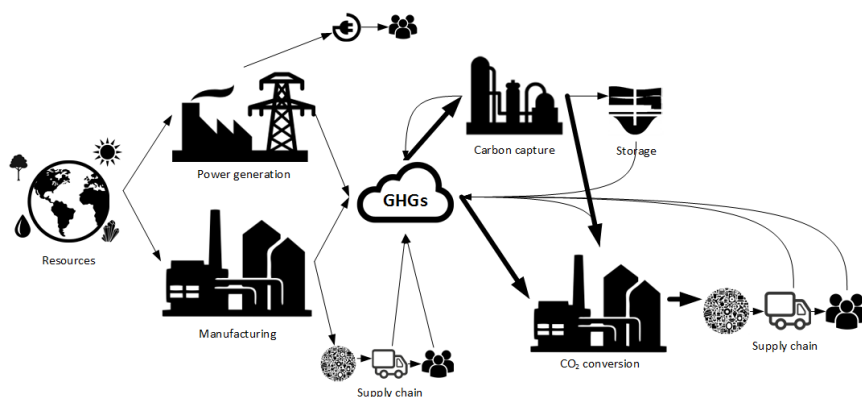 Power generation
Carbon capture
Storage
GHGs
Resources
Manufacturing
Supply chain
CO₂ conversion
Supply chain